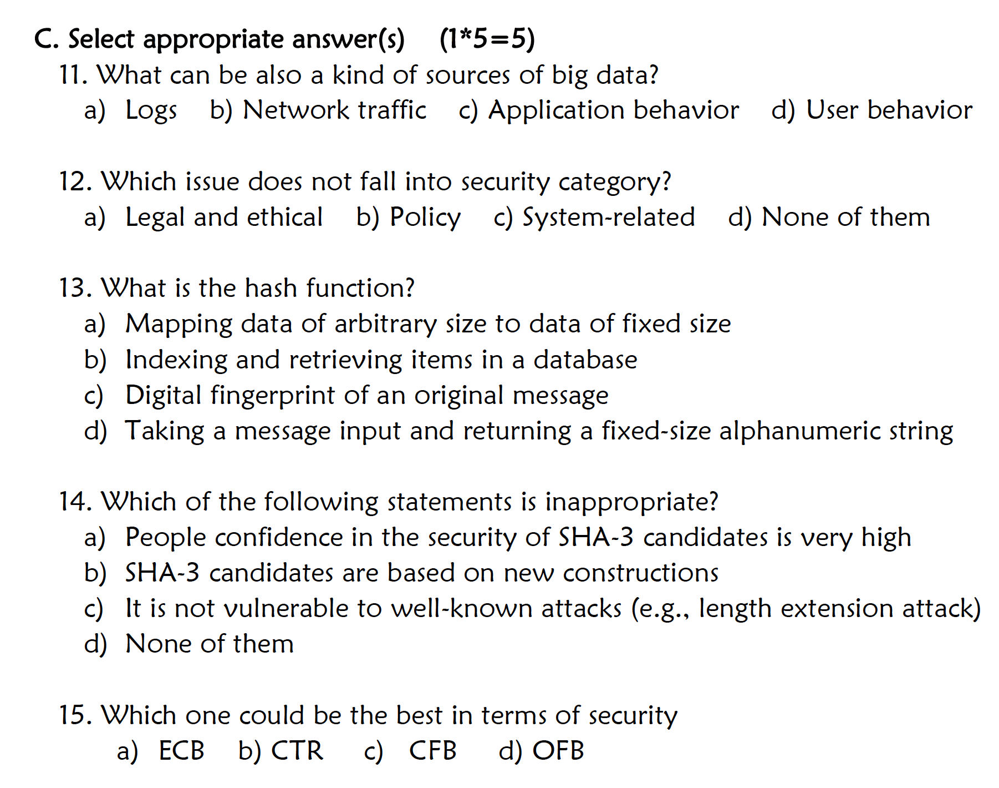 C. Select appropriate answer(s) (1*5=5)
11. What can be also a kind of sources of big data?
a) Logs b) Network traffic c) Application behavior d) User behavior
12. Which issue does not fall into security category?
a) Legal and ethical b) Policy c) System-related d) None of them
13. What is the hash function?
a) Mapping data of arbitrary size to data of fixed size
b) Indexing and retrieving items in a database
c) Digital fingerprint of an original message
d) Taking a message input and returning a fixed-size alphanumeric string
14. Which of the following statements is inappropriate?
a) People confidence in the security of SHA-3 candidates is very high
b) SHA-3 candidates are based on new constructions
c) It is not vulnerable to well-known attacks (e.g., length extension attack)
d) None of them
15. Which one could be the best in terms of security
a) ECB b) CTR c) CFB d) OFB